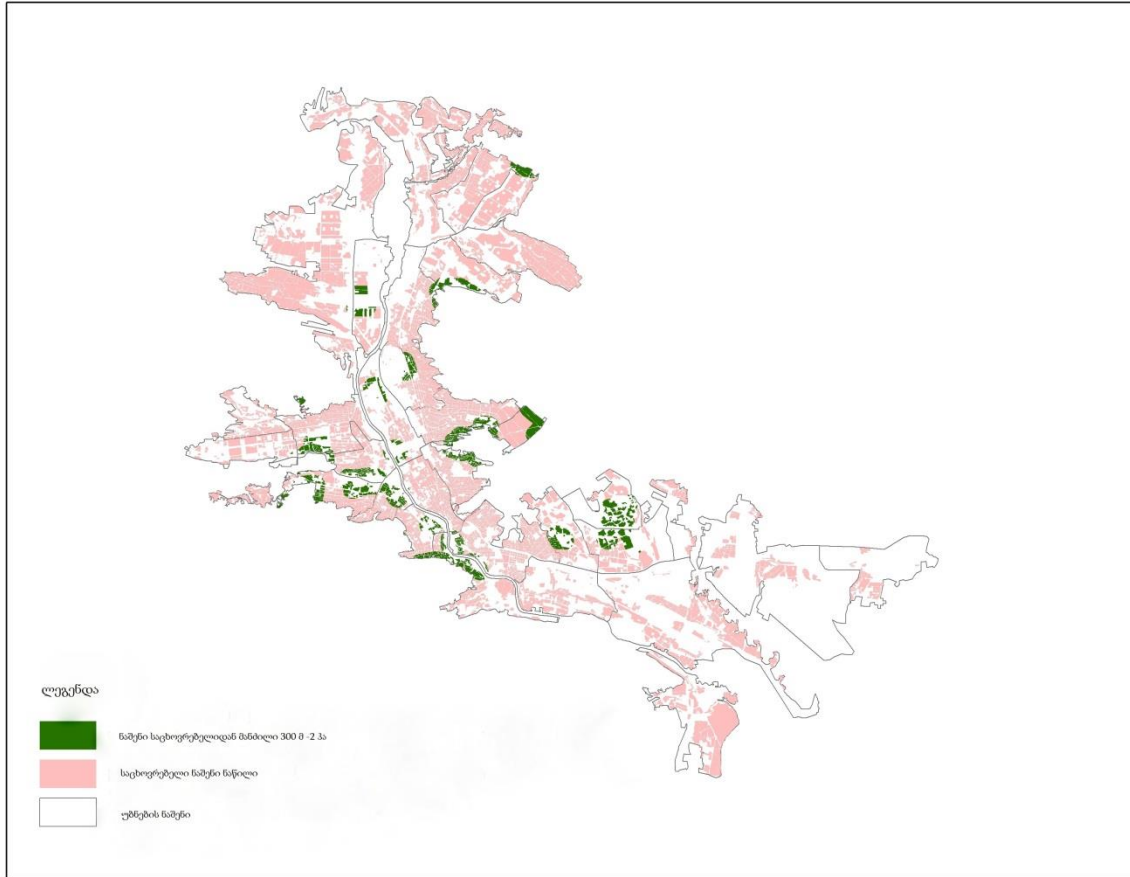 ლეგენდა
ნაშენი საცხოვრებელიდან მანძილი 300 მ -2 ჰა
საცხოვრებელი ნაშენი ნაწილი
უბნების ნაშენი